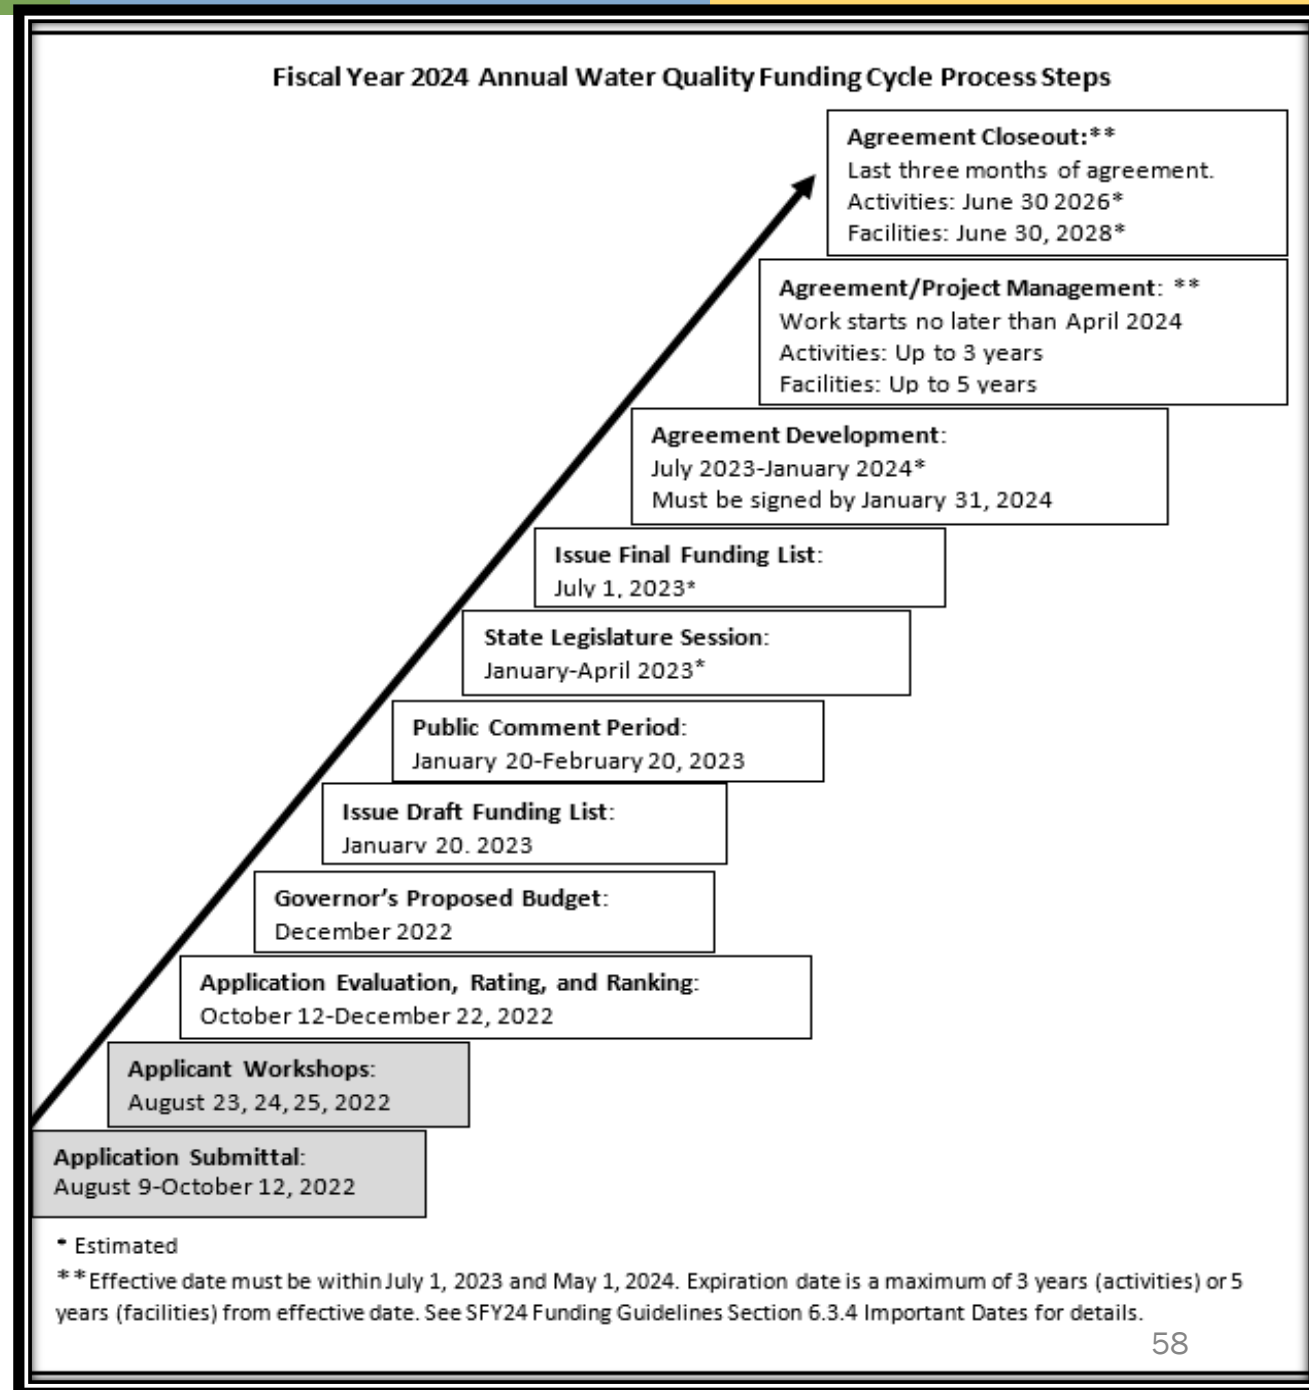 Fiscal Year 2024 Annual Water Quality Funding Cycle Process Steps
Agreement Closeout:**
Last three months of agreement.
Activities: June 30 2026*
Facilities: June 30, 2028*
Agreement/Project Management: **
Work starts no later than April 2024
Activities: Up to 3 years
Facilities: Up to 5 years
Agreement Development:
July 2023-January 2024*
Must be signed by January 31, 2024
Issue Final Funding List:
July 1, 2023*
State Legislature Session:
January-April 2023*
Public Comment Period:
January 20-February 20, 2023
Issue Draft Funding List:
January 20, 2023
Governor's Proposed Budget:
December 2022
Application Evaluation, Rating, and Ranking:
October 12-December 22, 2022
Applicant Workshops:
August 23, 24, 25, 2022
Application Submittal:
August 9-October 12, 2022
* Estimated
**Effective date must be within July 1, 2023 and May 1, 2024. Expiration date is a maximum of 3 years (activities) or 5
years (facilities) from effective date. See SFY24 Funding Guidelines Section 6.3.4 Important Dates for details.
58